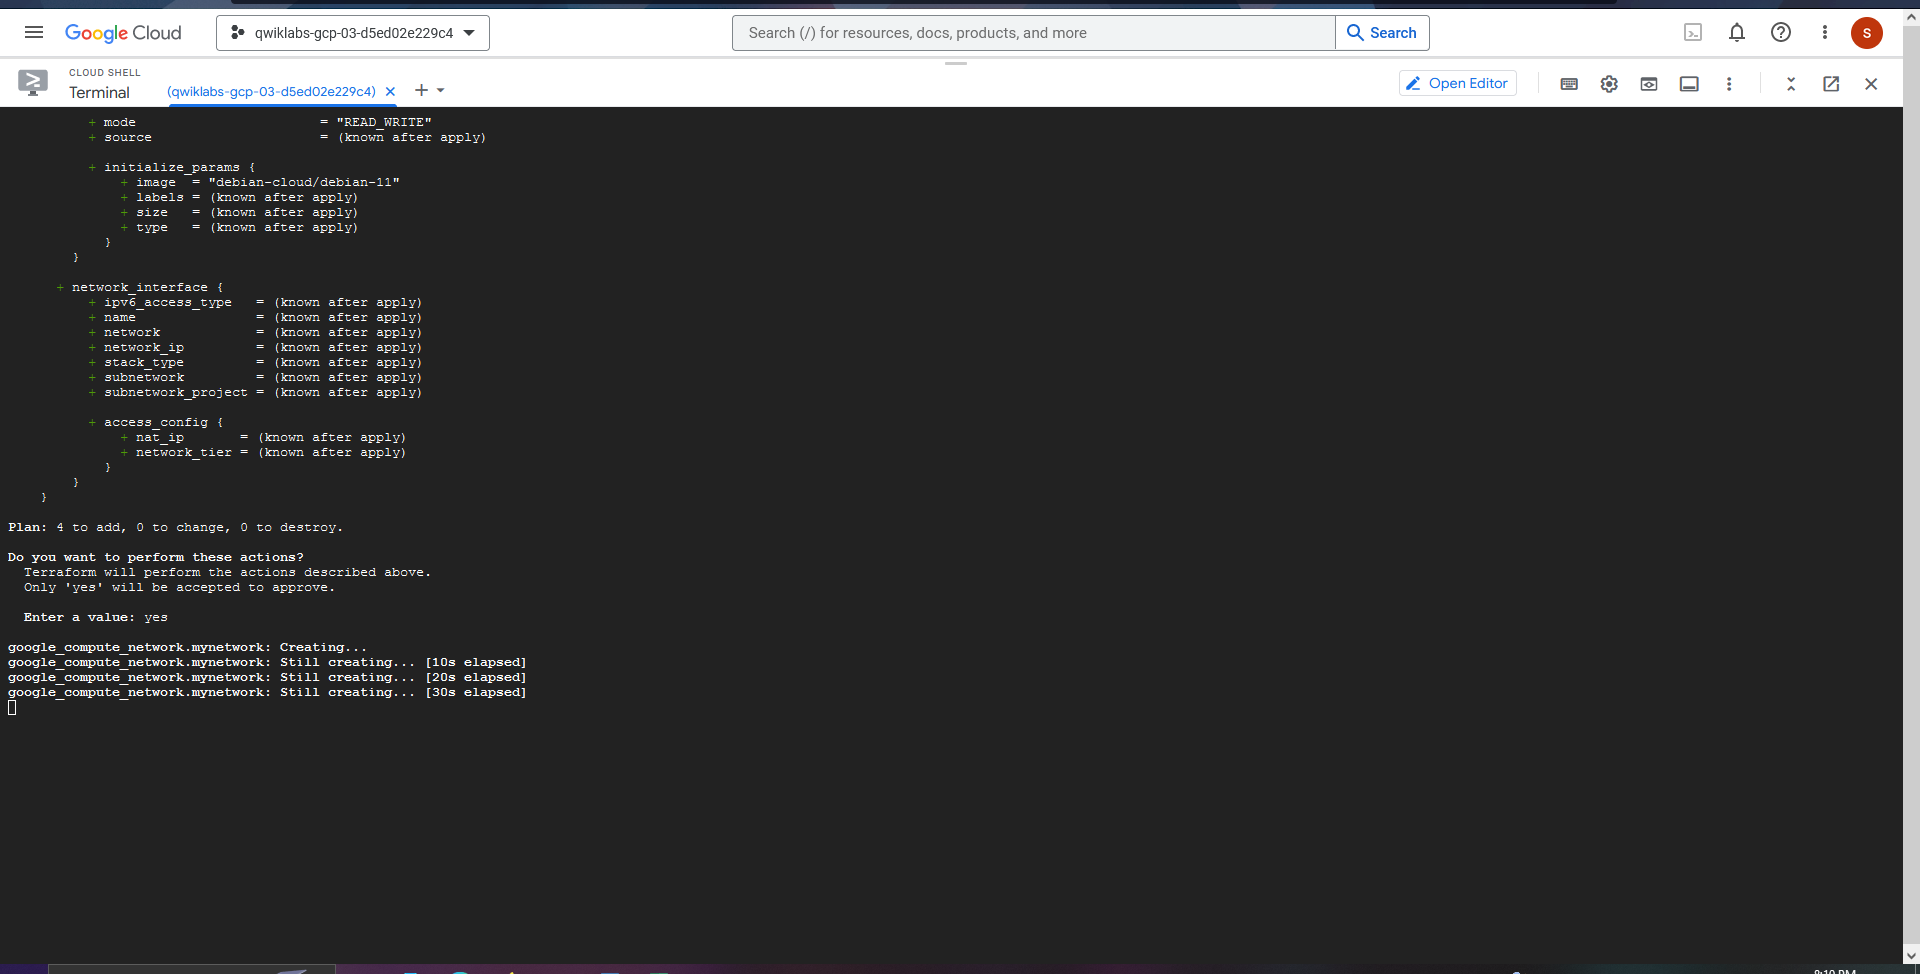 Google Cloud
qwiklabs-gcp-03-d5ed02e229c4
Search (/) for resources, docs, products, and more
Search
S
CLOUD SHELL
Terminal
(qwiklabs-gcp-03-d5ed02e229c4)
Open Editor
+ mode = "READ_WRITE"
+ source = (known after apply)
+ initialize_params {
+ image = "debian-cloud/debian-11"
+ labels = (known after apply)
+ size = (known after apply)
+ type = (known after apply)
}
}
+ network_interface {
+ ipv6_access_type = (known after apply)
+ name = (known after apply)
+ network = (known after apply)
+ network_ip = (known after apply)
+ stack_type = (known after apply)
+ subnetwork = (known after apply)
+ subnetwork_project = (known after apply)
+ access_config {
+ nat_ip = (known after apply)
+ network_tier = (known after apply)
}
}
}
Plan: 4 to add, 0 to change, 0 to destroy.
Do you want to perform these actions?
Terraform will perform the actions described above.
Only 'yes' will be accepted to approve.
Enter a value: yes
google_compute_network.mynetwork: Creating...
google_compute_network.mynetwork: Still creating... [10s elapsed]
google_compute_network.mynetwork: Still creating... [20s elapsed]
google_compute_network.mynetwork: Still creating... [30s elapsed]